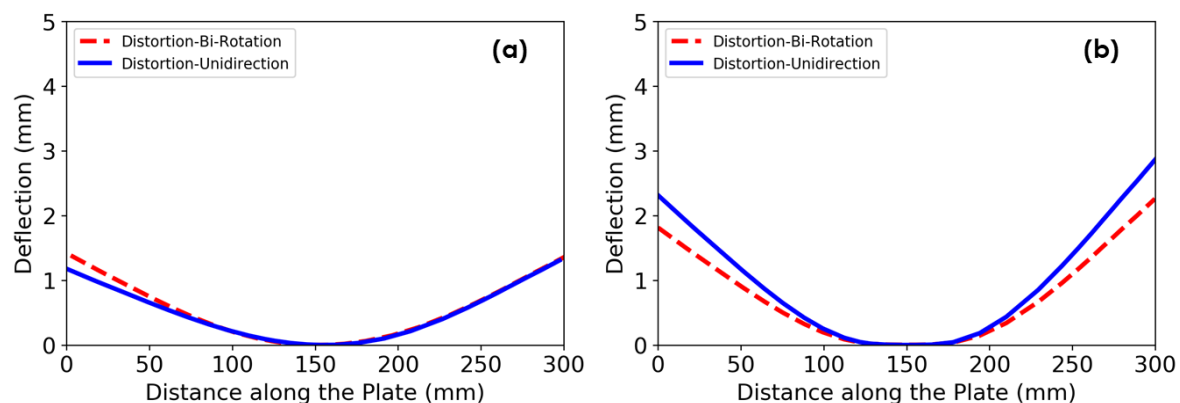 5
4
3
2
1
0
Deflection (mm)
Distortion-Bi-Rotation
Distortion-Unidirection
(a)
0 50 100 150 200 250 300
Distance along the Plate (mm)
5
4
3
2
1
0
Deflection (mm)
Distortion-Bi-Rotation
Distortion-Unidirection
(b)
0 50 100 150 200 250 300
Distance along the Plate (mm)